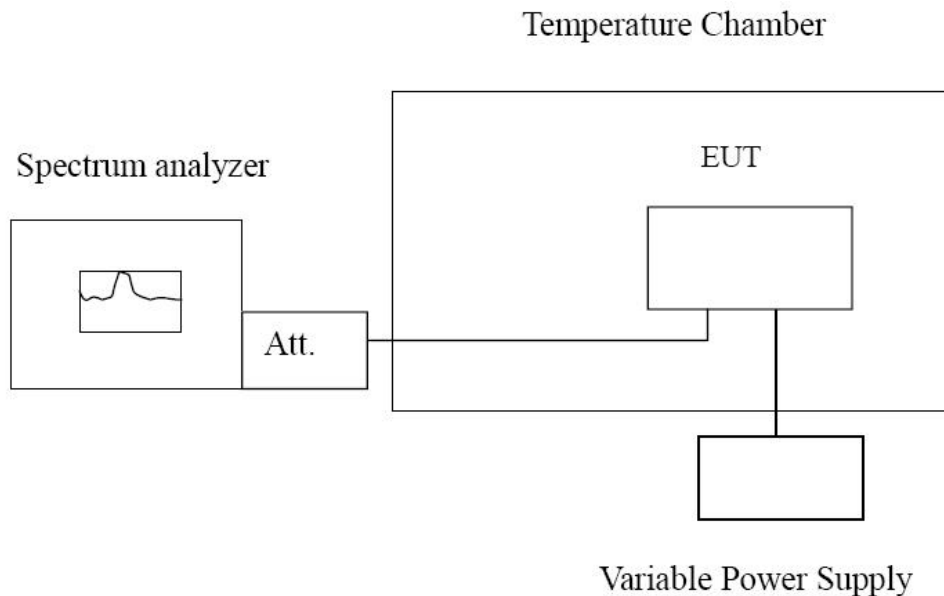 Temperature Chamber
Spectrum analyzer
EUT
Att.
Variable Power Supply